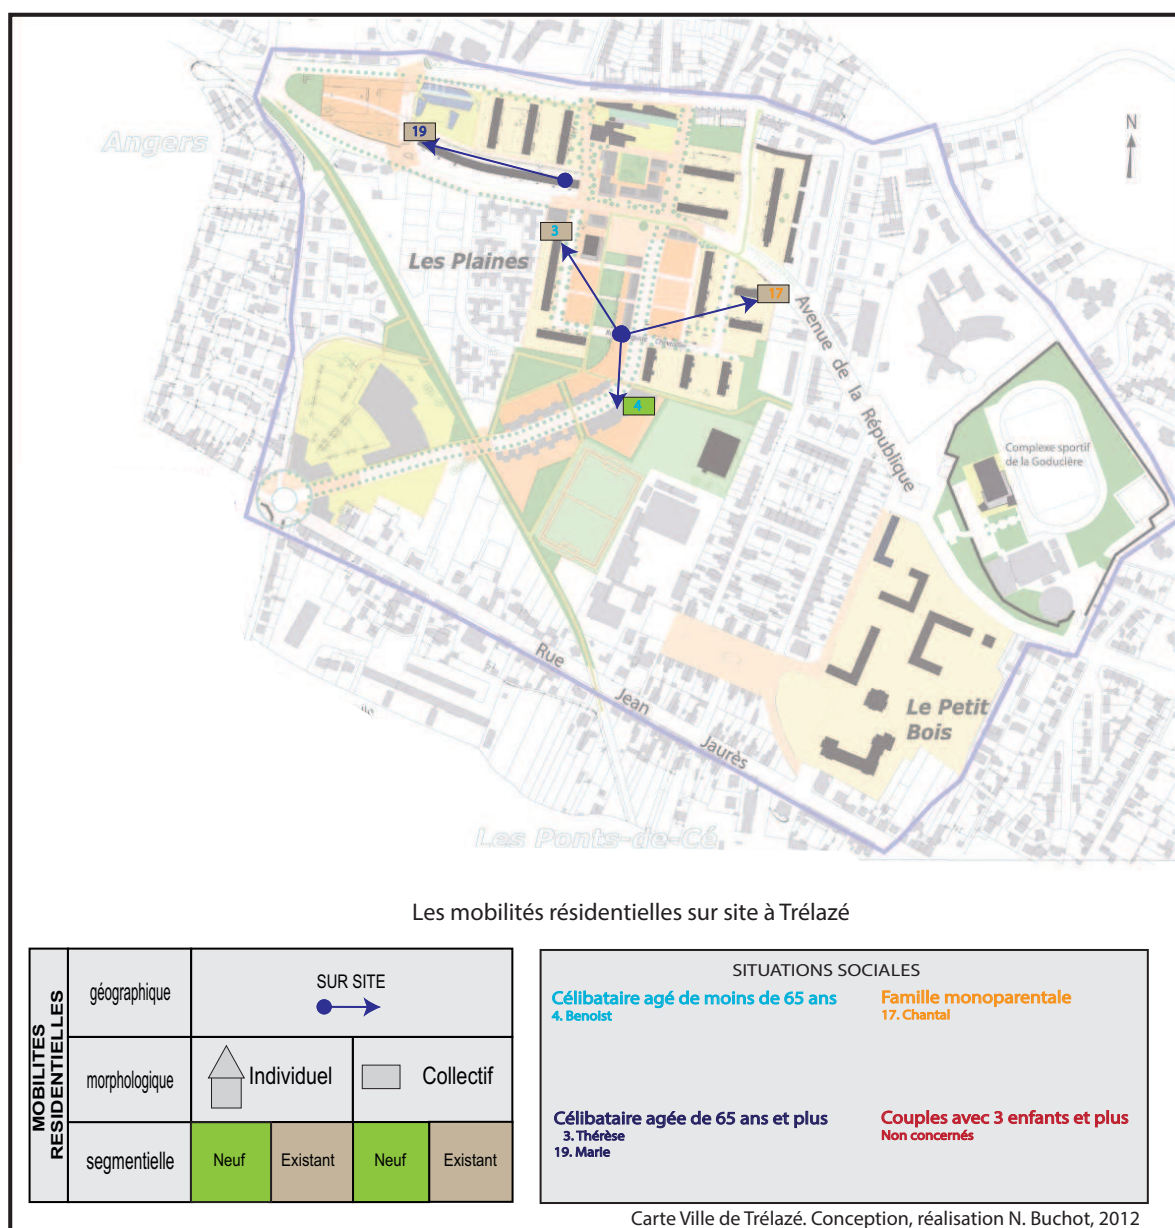 Angers
N
19
3
Les Plaines
17
Avenue de la République
4
Complexe sportif
de la Goducière
Rue Jean Jaurès
Le Petit
Bois
Les Ponts-de-Cé
Les mobilités résidentielles sur site à Trélazé
MOBILITES
RESIDENTIELLES
géographique
SUR SITE
morphologique
Individuel
Collectif
segmentielle
Neuf
Existant
Neuf
Existant
SITUATIONS SOCIALES
Célibataire agé de moins de 65 ans
4. Benoist
Famille monoparentale
17. Chantal
Célibataire agée de 65 ans et plus
3. Thérèse
19. Marie
Couples avec 3 enfants et plus
Non concernés
Carte Ville de Trélazé. Conception, réalisation N. Buchot, 2012